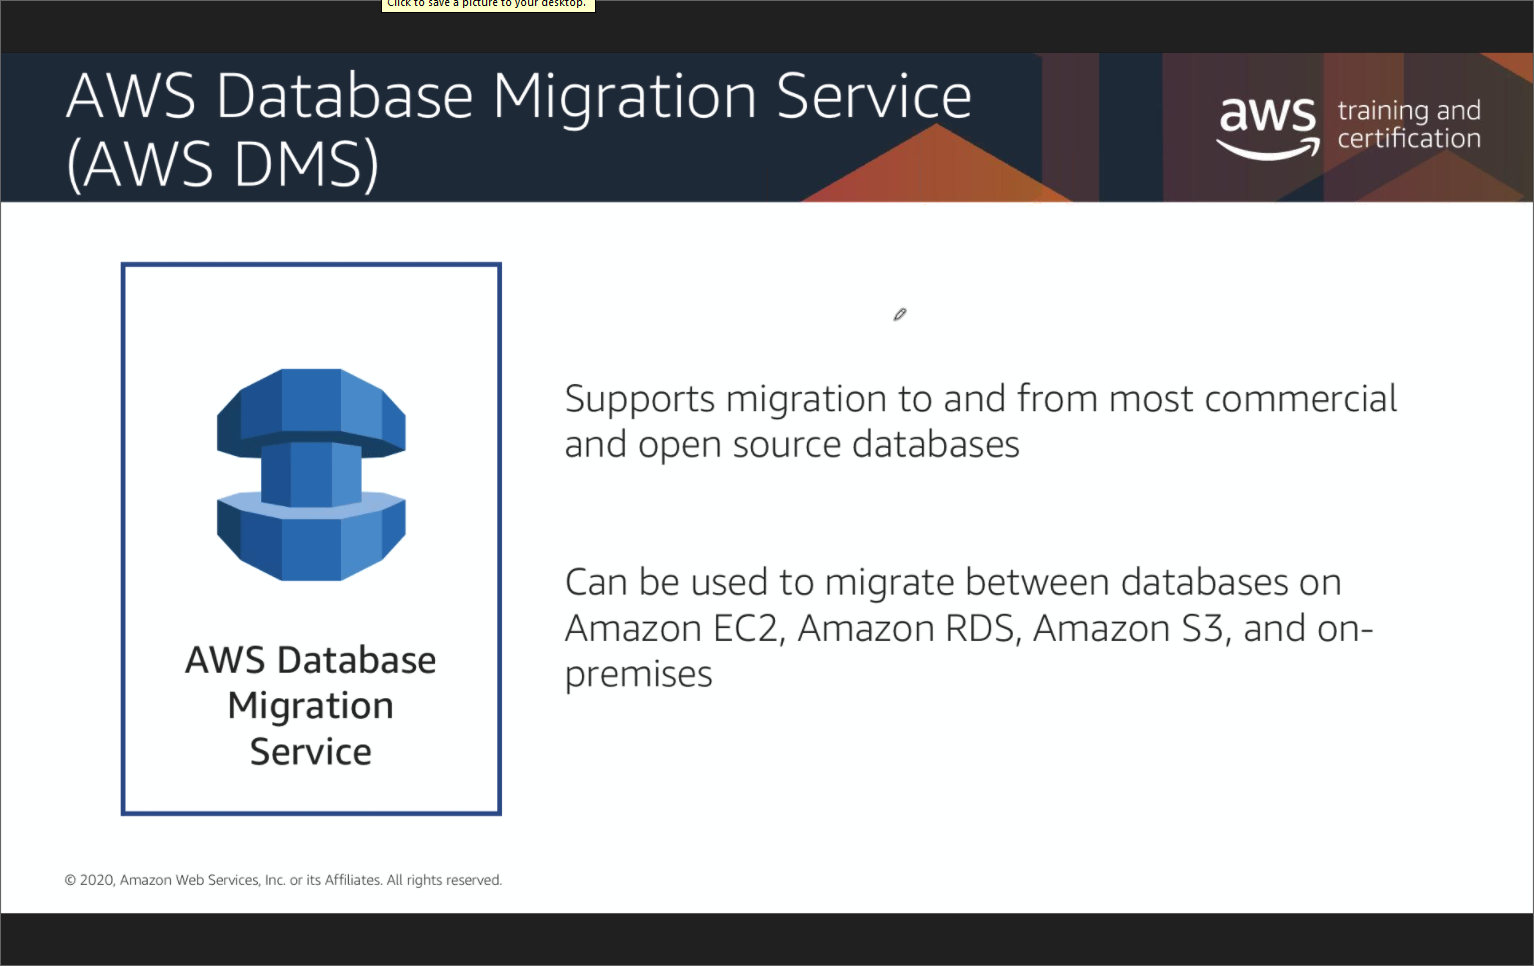 Click to save a picture to your desktop.
AWS Database Migration Service
(AWS DMS)
aws training and
certification
Supports migration to and from most commercial
and open source databases
Can be used to migrate between databases on
Amazon EC2, Amazon RDS, Amazon S3, and on-
premises
AWS Database
Migration
Service
© 2020, Amazon Web Services, Inc. or its Affiliates. All rights reserved.